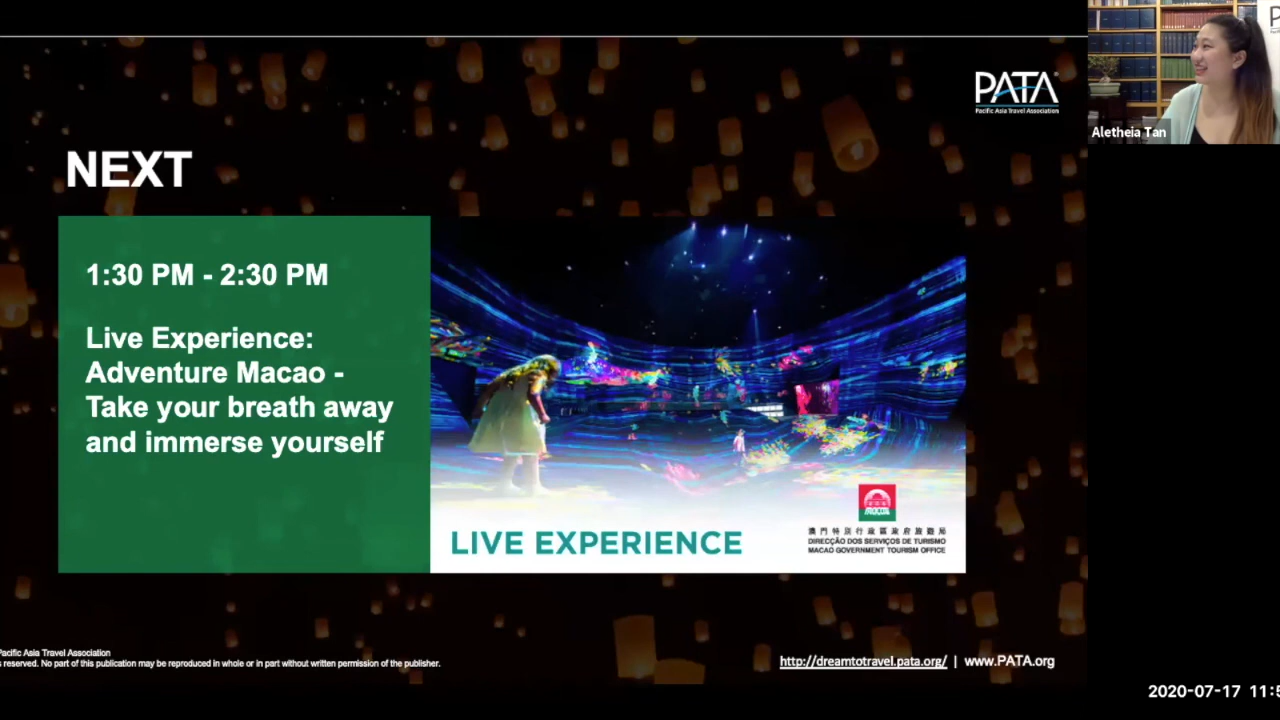 PATA
Pacific Asia Travel Association
Aletheia Tan
NEXT
1:30 PM - 2:30 PM
Live Experience:
Adventure Macao -
Take your breath away
and immerse yourself
LIVE EXPERIENCE
澳門特別行政區政府旅遊局
DIRECÇÃO DOS SERVIÇOS DE TURISMO
MACAO GOVERNMENT TOURISM OFFICE
Pacific Asia Travel Association
s reserved. No part of this publication may be reproduced in whole or in part without written permission of the publisher.
http://dreamtotravel.pata.org/ | www.PATA.org
2020-07-17 11:5